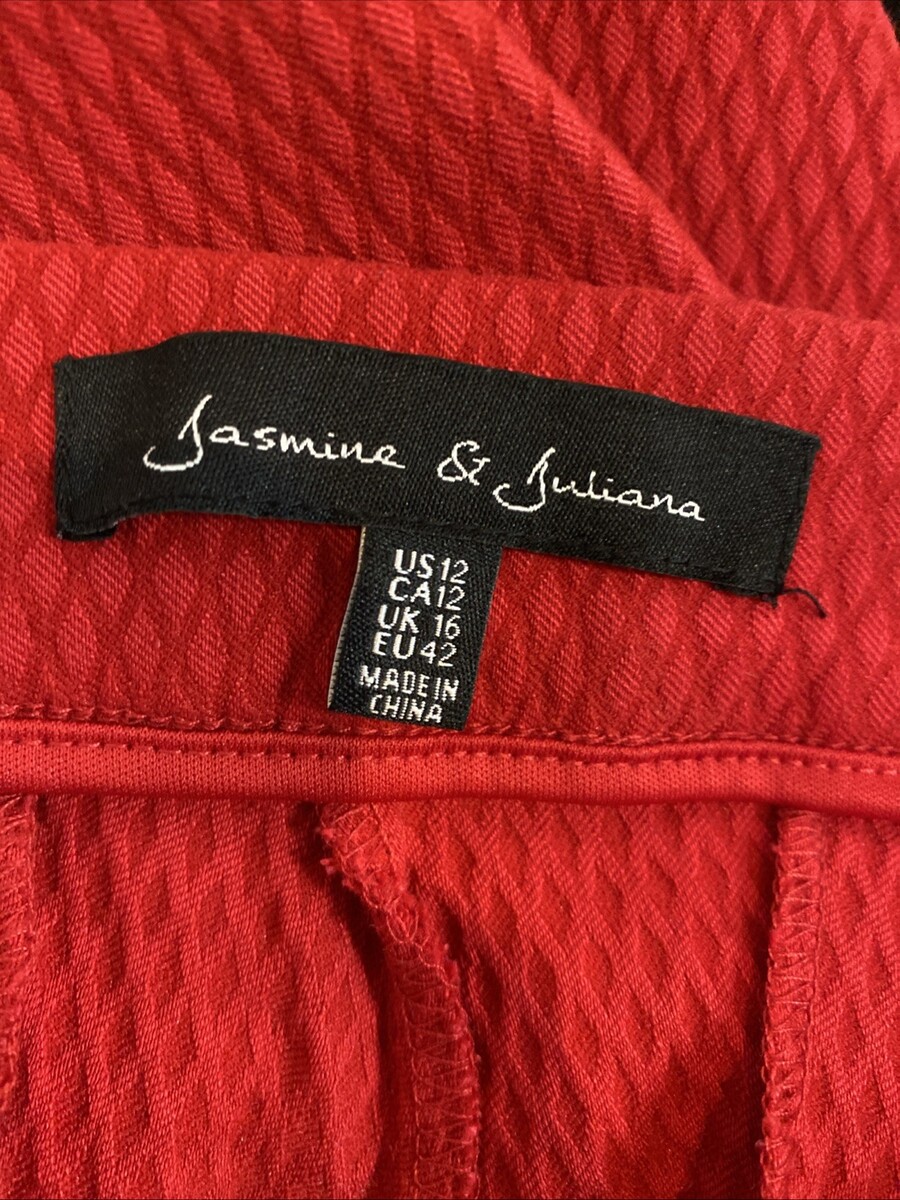 Jasmine & Juliana
US 12
CA 12
UK 16
EU 42
MADE IN
CHINA